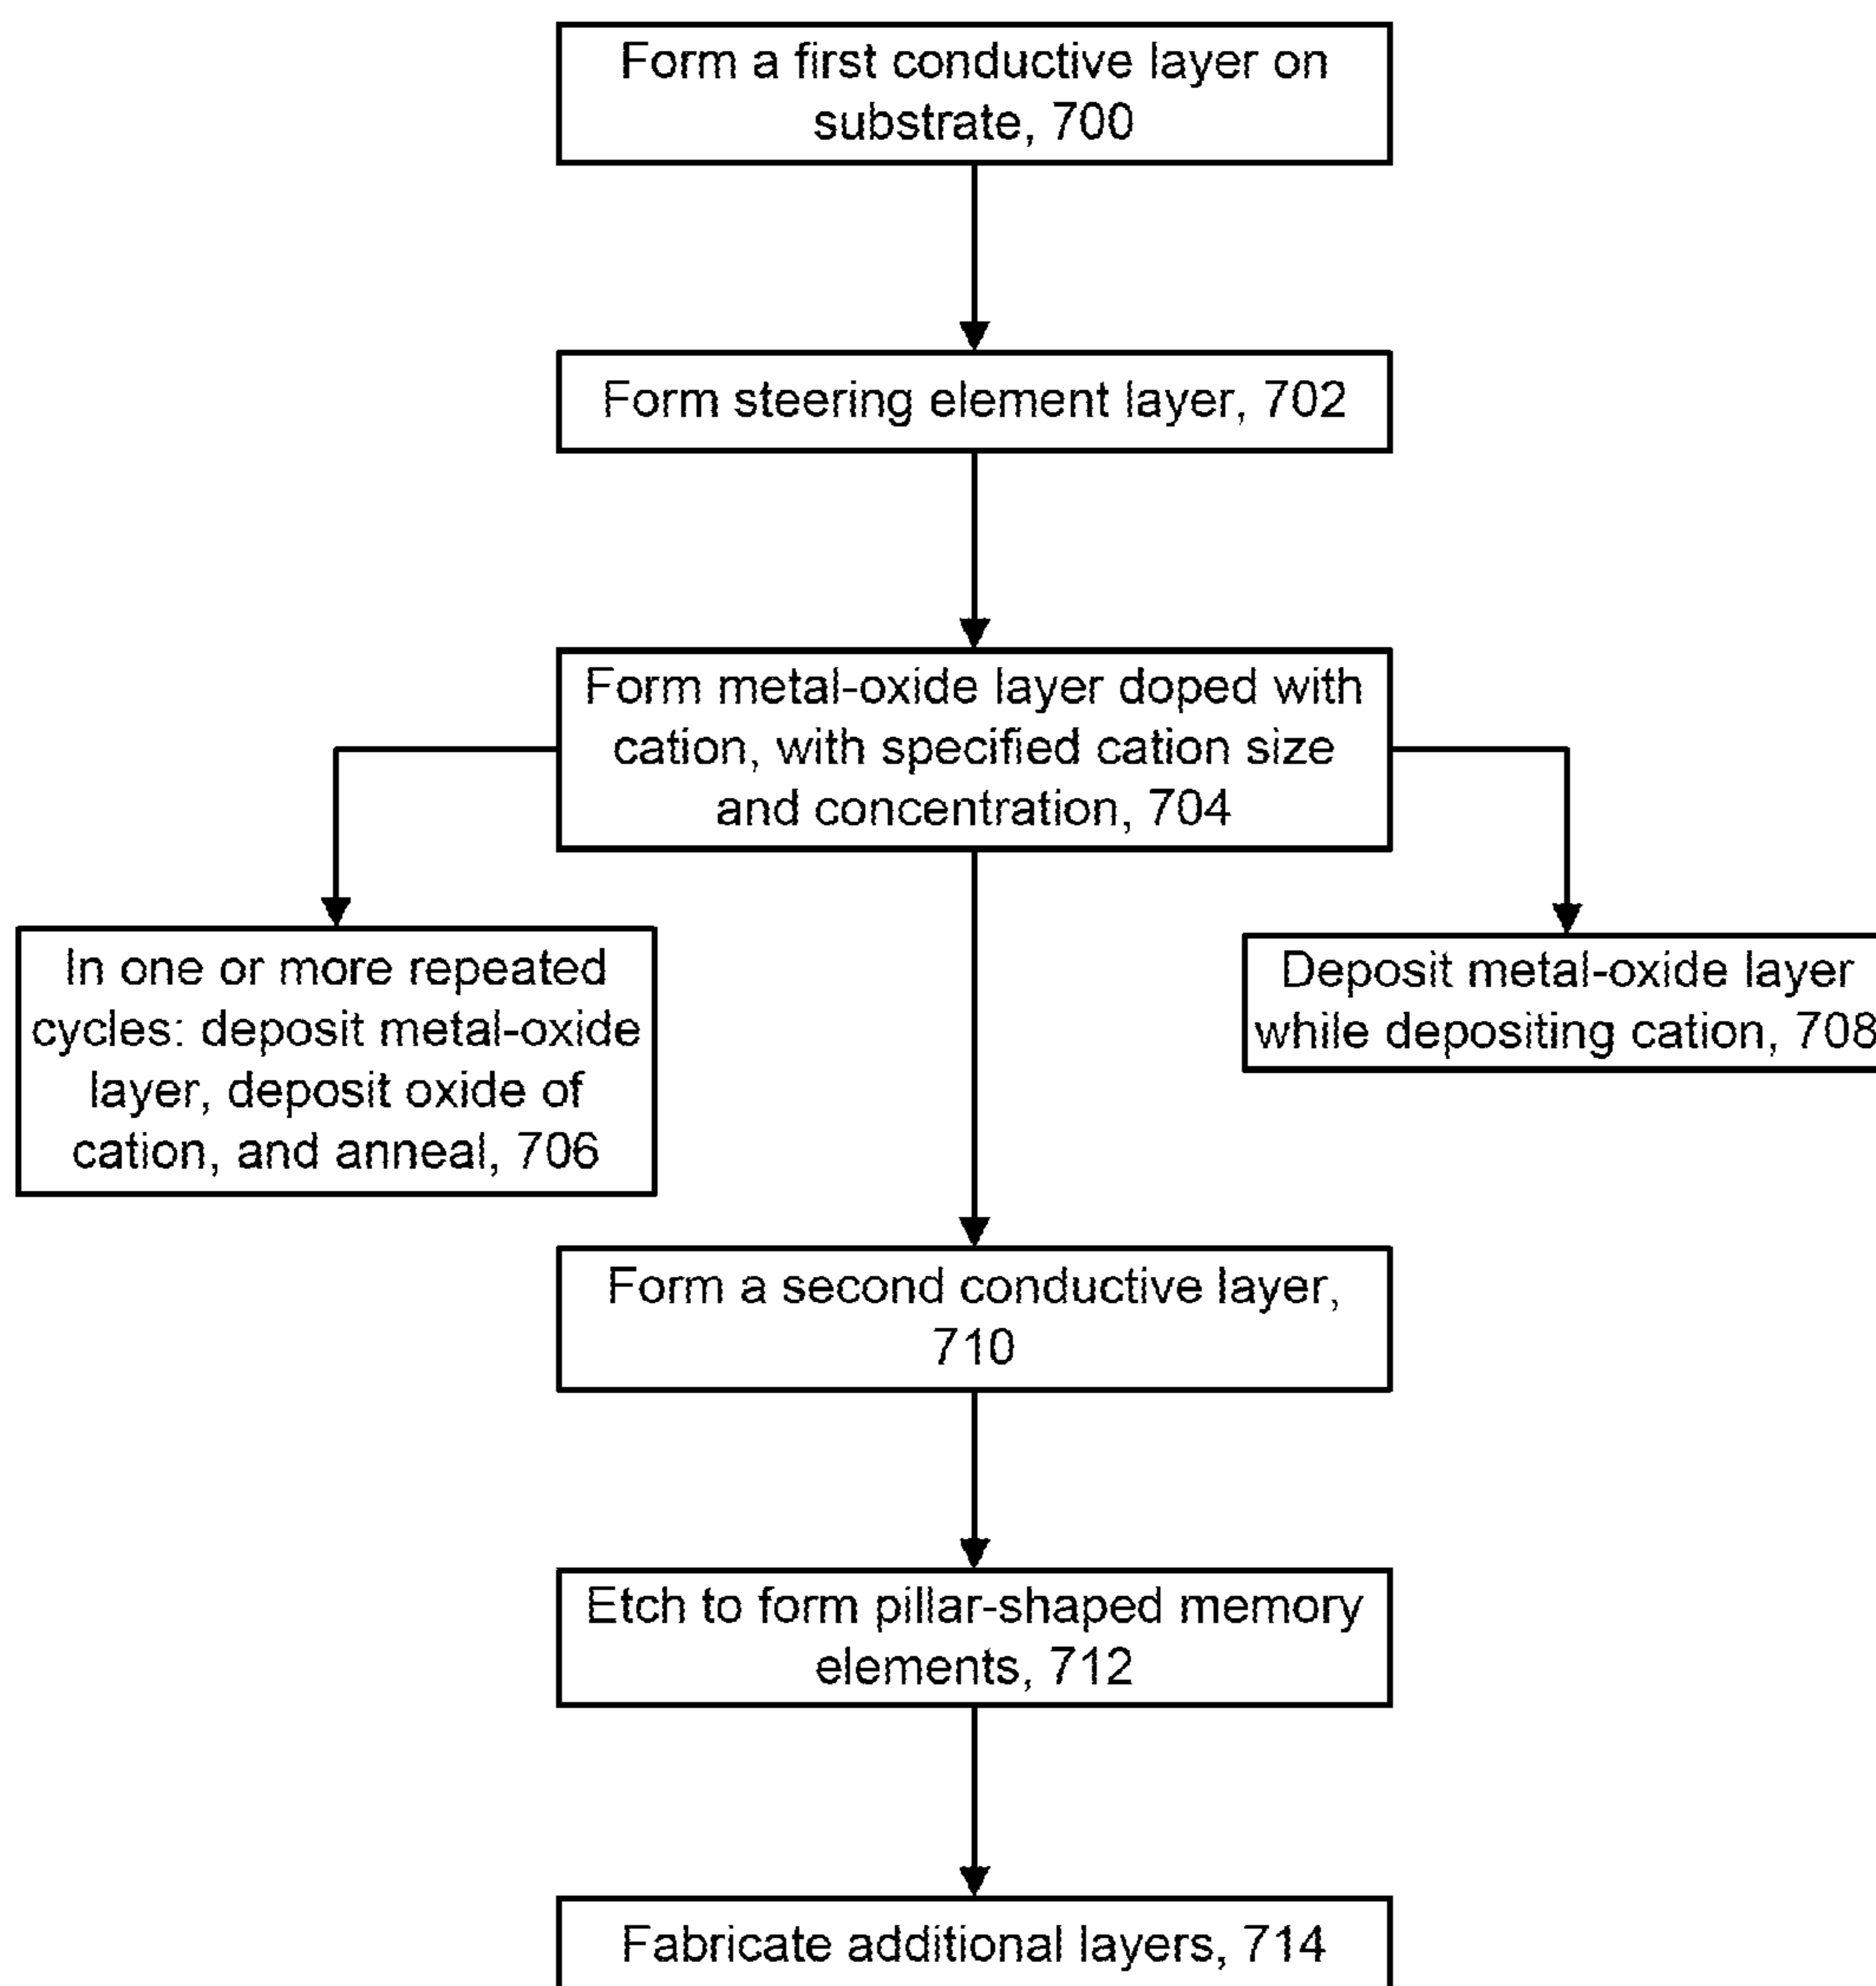 Form a first conductive layer on
substrate, 700
Form steering element layer, 702
Form metal-oxide layer doped with
cation, with specified cation size
and concentration, 704
In one or more repeated
cycles: deposit metal-oxide
layer, deposit oxide of
cation, and anneal, 706
Deposit metal-oxide layer
while depositing cation, 708
Form a second conductive layer,
710
Etch to form pillar-shaped memory
elements, 712
Fabricate additional layers, 714